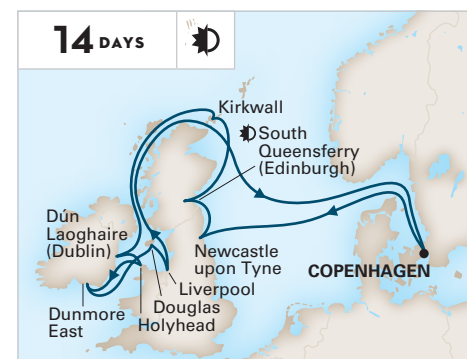 14 DAYS
Kirkwall
South
Queensferry
(Edinburgh)
Dún
Laoghaire
(Dublin)
Newcastle
upon Tyne
COPENHAGEN
Liverpool
Douglas
Holyhead
Dunmore
East